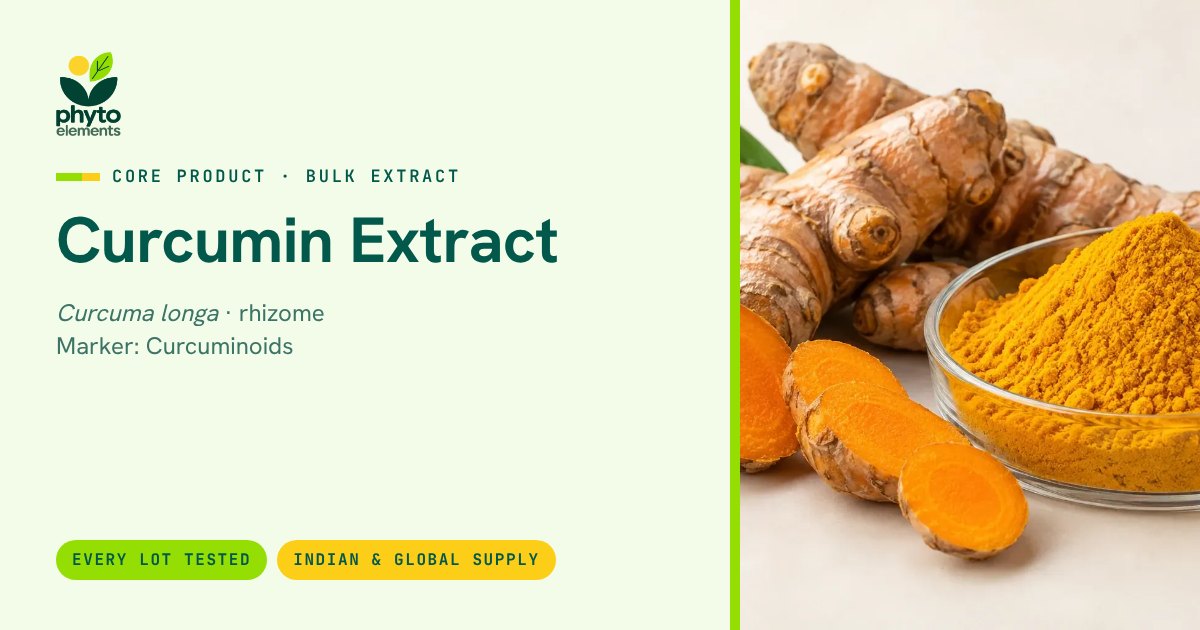 phyto
elements
CORE PRODUCT · BULK EXTRACT
Curcumin Extract
Curcuma longa · rhizome
Marker: Curcuminoids
EVERY LOT TESTED
INDIAN & GLOBAL SUPPLY